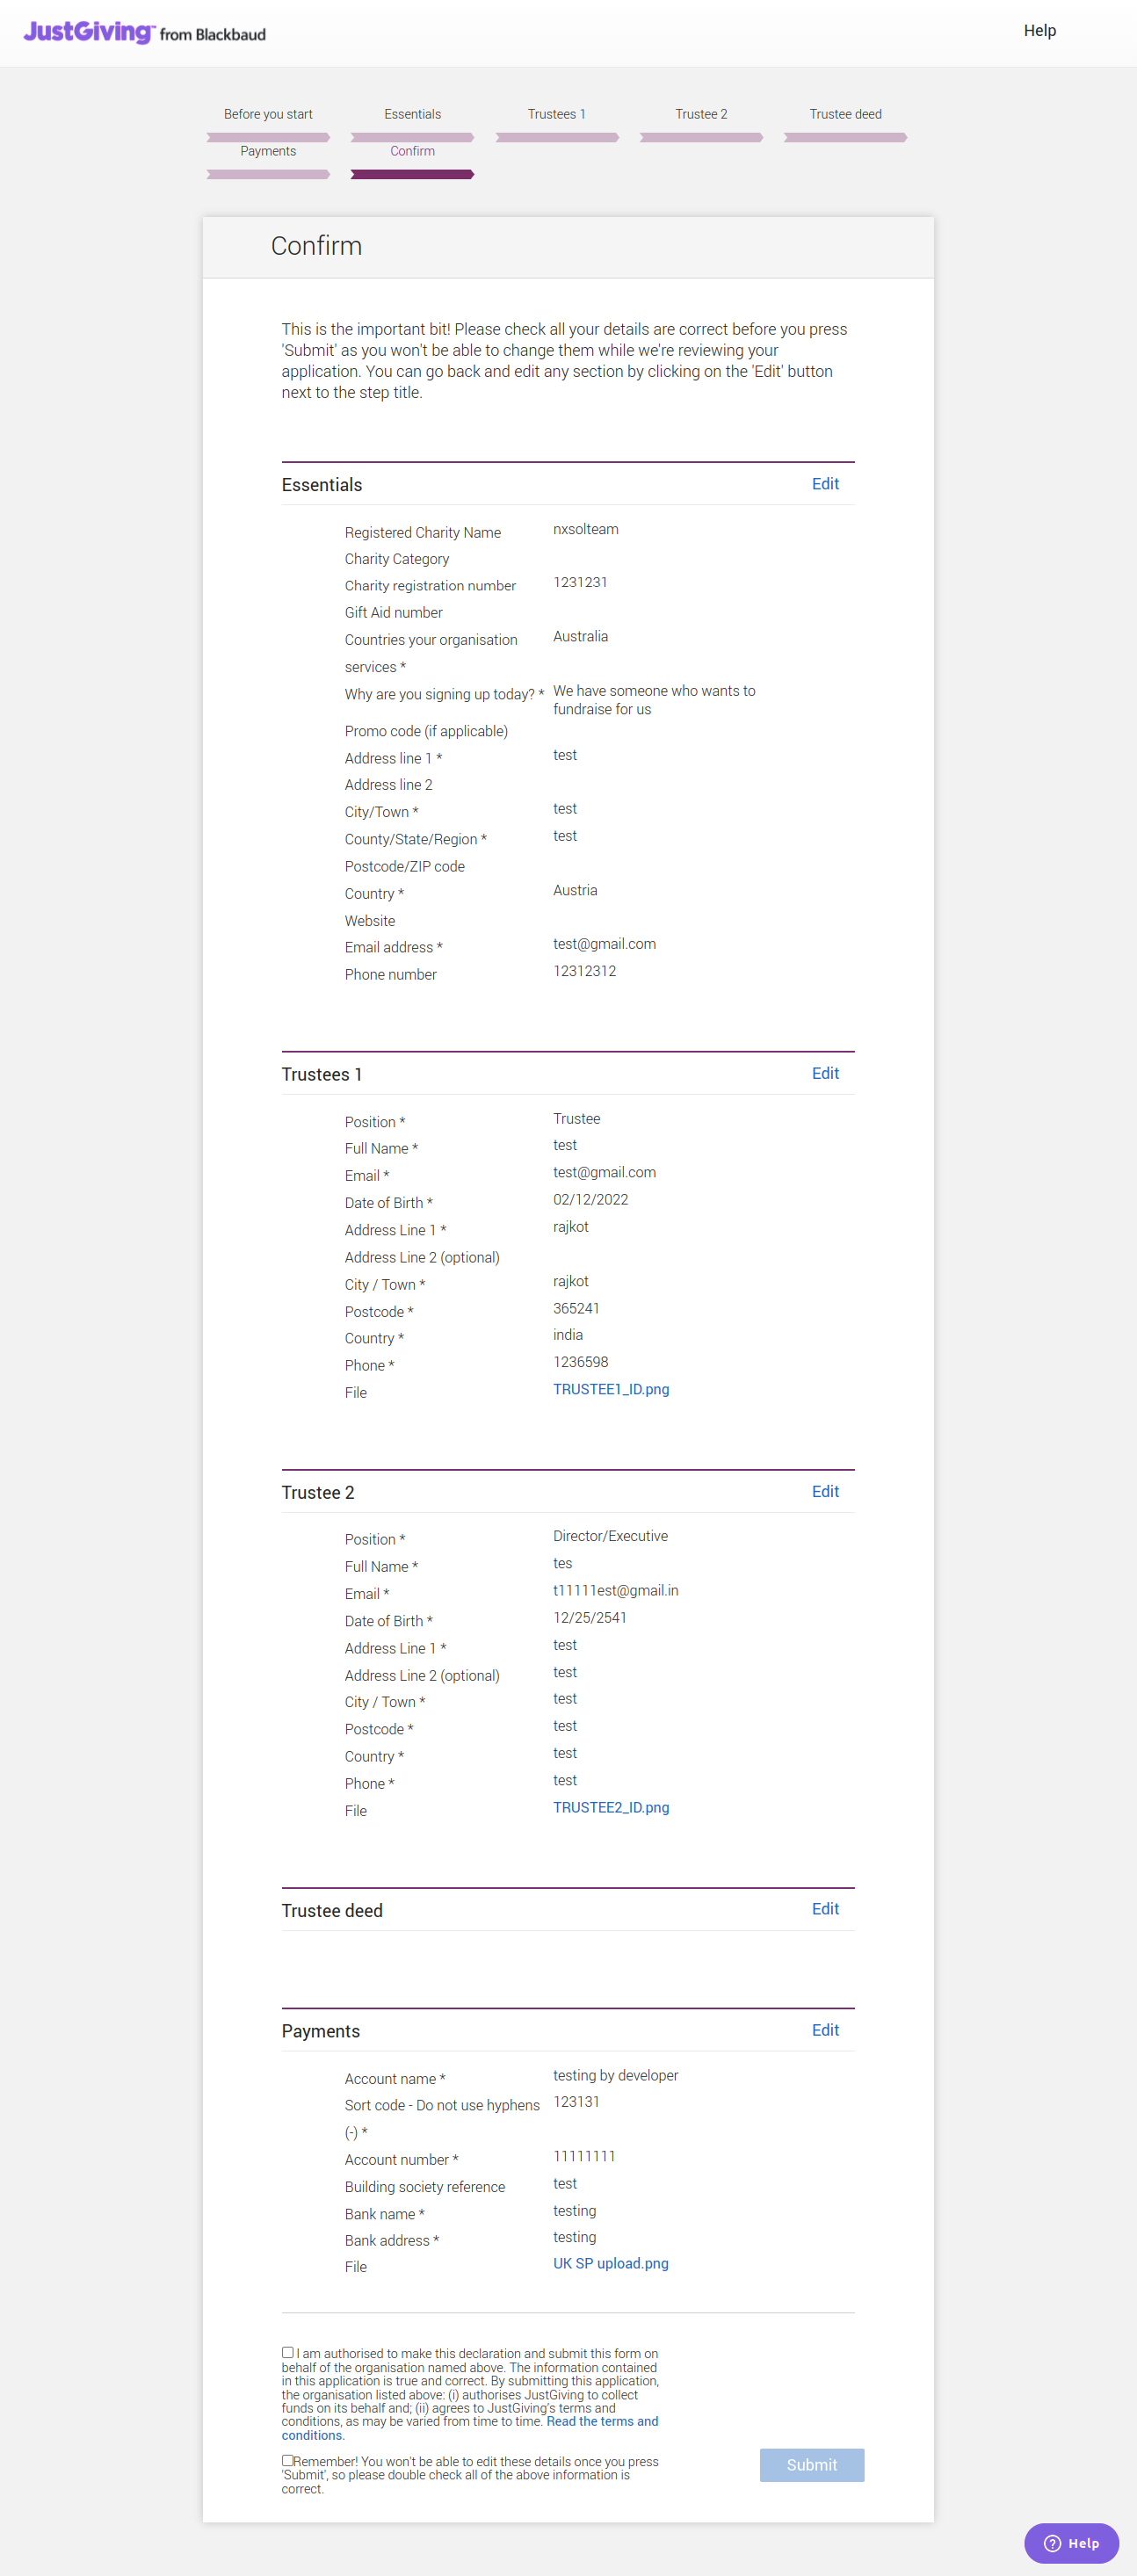 JustGiving™ from Blackbaud
Help
Before you start
Essentials
Trustees 1
Trustee 2
Trustee deed
Payments
Confirm
Confirm
This is the important bit! Please check all your details are correct before you press
'Submit' as you won't be able to change them while we're reviewing your
application. You can go back and edit any section by clicking on the 'Edit' button
next to the step title.
Essentials
Edit
Registered Charity Name nxsolteam
Charity Category
Charity registration number 1231231
Gift Aid number
Countries your organisation Australia
services *
Why are you signing up today? * We have someone who wants to
fundraise for us
Promo code (if applicable)
Address line 1 * test
Address line 2
City/Town * test
County/State/Region * test
Postcode/ZIP code
Country * Austria
Website
Email address * test@gmail.com
Phone number 12312312
Trustees 1
Edit
Position * Trustee
Full Name * test
Email * test@gmail.com
Date of Birth * 02/12/2022
Address Line 1 * rajkot
Address Line 2 (optional)
City / Town * rajkot
Postcode * 365241
Country * india
Phone * 1236598
File TRUSTEE1_ID.png
Trustee 2
Edit
Position * Director/Executive
Full Name * tes
Email * t11111est@gmail.in
Date of Birth * 12/25/2541
Address Line 1 * test
Address Line 2 (optional) test
City / Town * test
Postcode * test
Country * test
Phone * test
File TRUSTEE2_ID.png
Trustee deed
Edit
Payments
Edit
Account name * testing by developer
Sort code - Do not use hyphens 123131
(-) *
Account number * 11111111
Building society reference test
Bank name * testing
Bank address * testing
File UK SP upload.png
I am authorised to make this declaration and submit this form on
behalf of the organisation named above. The information contained
in this application is true and correct. By submitting this application,
the organisation listed above: (i) authorises JustGiving to collect
funds on its behalf and; (ii) agrees to JustGiving's terms and
conditions, as may be varied from time to time. Read the terms and
conditions.
Remember! You won't be able to edit these details once you press
'Submit', so please double check all of the above information is
correct.
Submit
Help